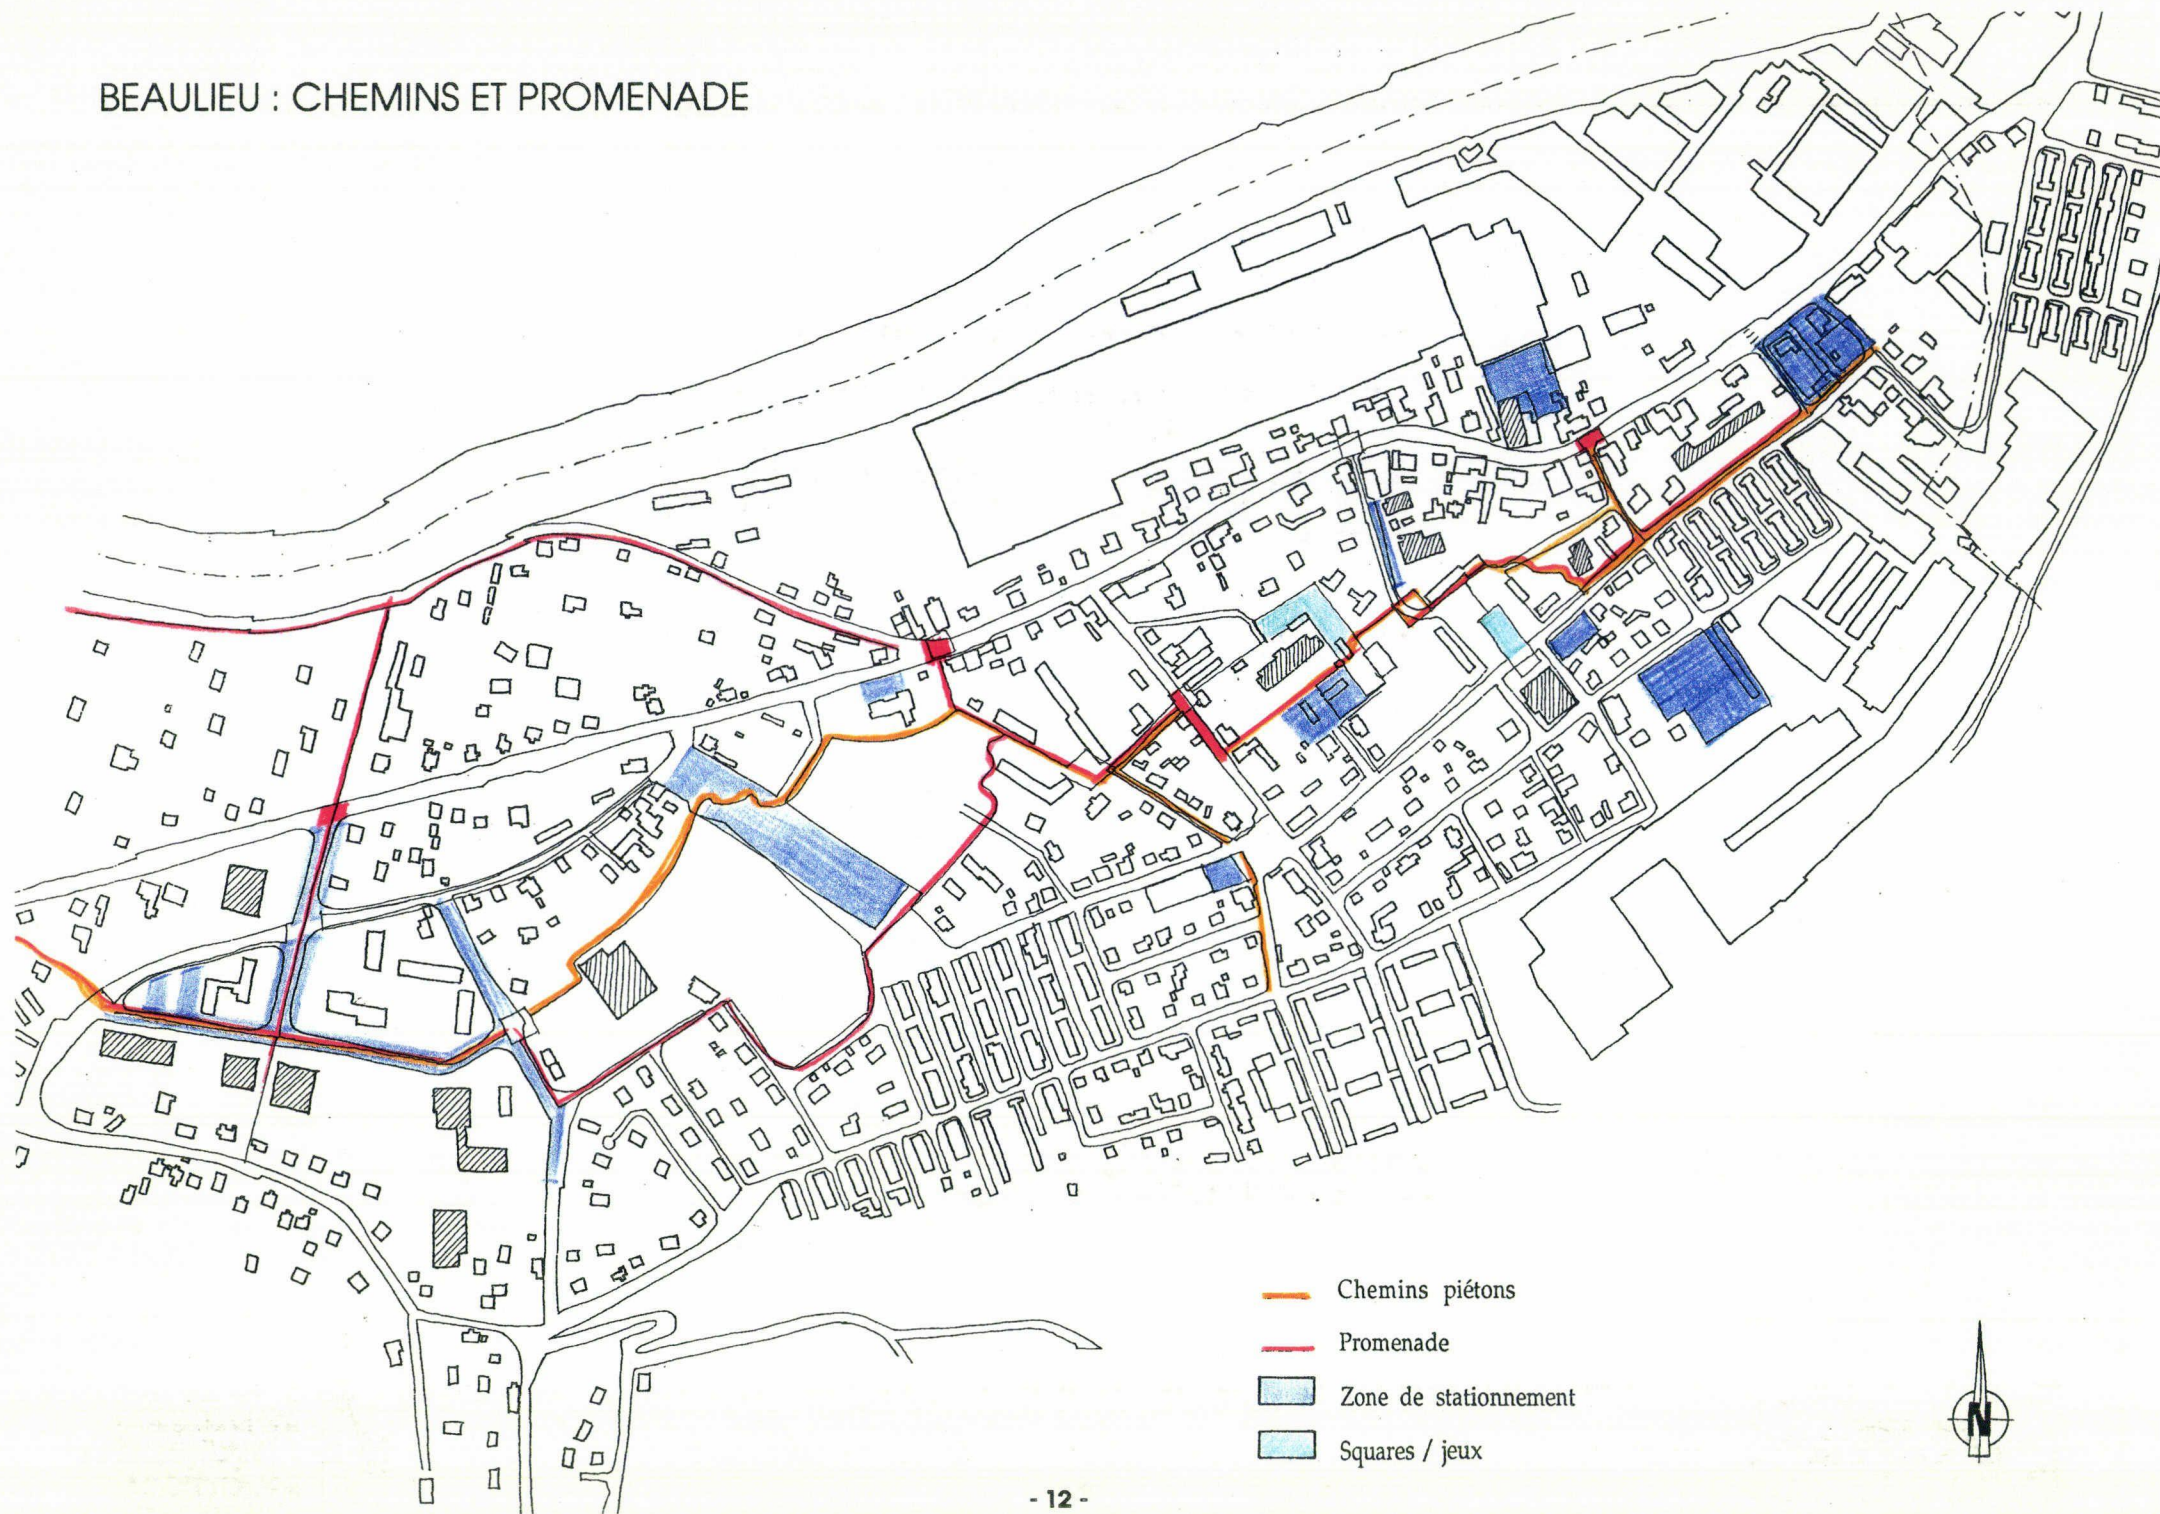 BEAULIEU : CHEMINS ET PROMENADE
Chemins piétons
Promenade
Zone de stationnement
Squares / jeux
N
- 12 -